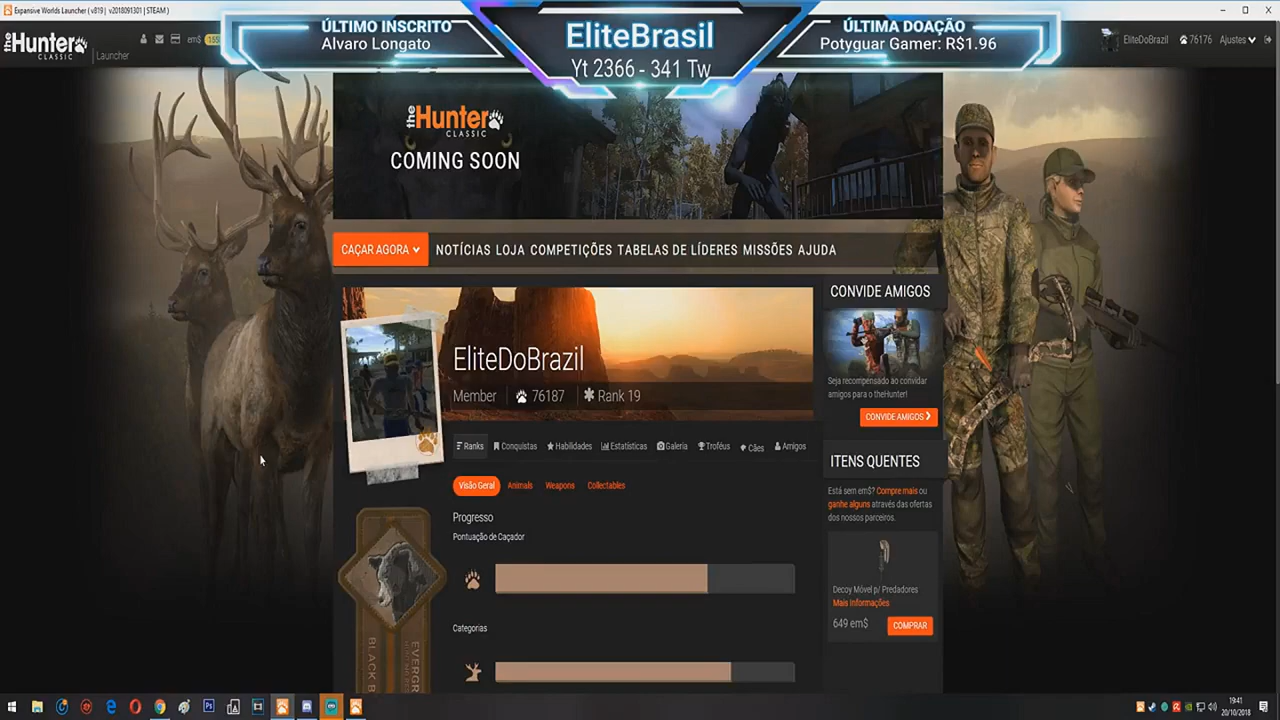 Expansive Worlds Launcher ( v819 | v2018091301 | STEAM )
theHunter
CLASSIC
Launcher
em$
ÚLTIMO INSCRITO
Alvaro Longato
EliteBrasil
Yt 2366 - 341 Tw
ÚLTIMA DOAÇÃO
Potyguar Gamer: R$1.96
EliteDoBrazil
76176
Ajustes
theHunter
CLASSIC
COMING SOON
CAÇAR AGORA
NOTÍCIAS LOJA COMPETIÇÕES TABELAS DE LÍDERES MISSÕES AJUDA
EliteDoBrazil
Member
76187
Rank 19
Ranks
Conquistas
Habilidades
Estatísticas
Galeria
Troféus
Cães
Amigos
Visão Geral
Animals
Weapons
Collectables
Progresso
Pontuação de Caçador
Categorias
BLACK B
EVERGR
CONVIDE AMIGOS
Seja recompensado ao convidar
amigos para o theHunter!
CONVIDE AMIGOS
ITENS QUENTES
Está sem em$? Compre mais ou
ganhe alguns através das ofertas
dos nossos parceiros.
Decoy Móvel p/ Predadores
Mais Informações
649 em$
COMPRAR
19:41
20/10/2018